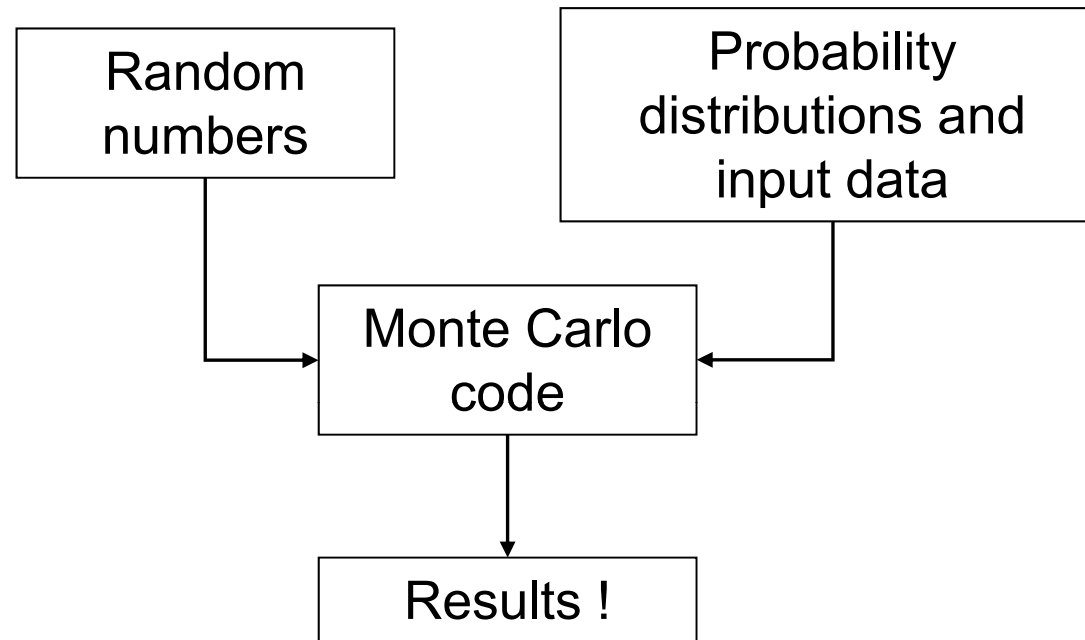 Random
numbers
Probability
distributions and
input data
Monte Carlo
code
Results !